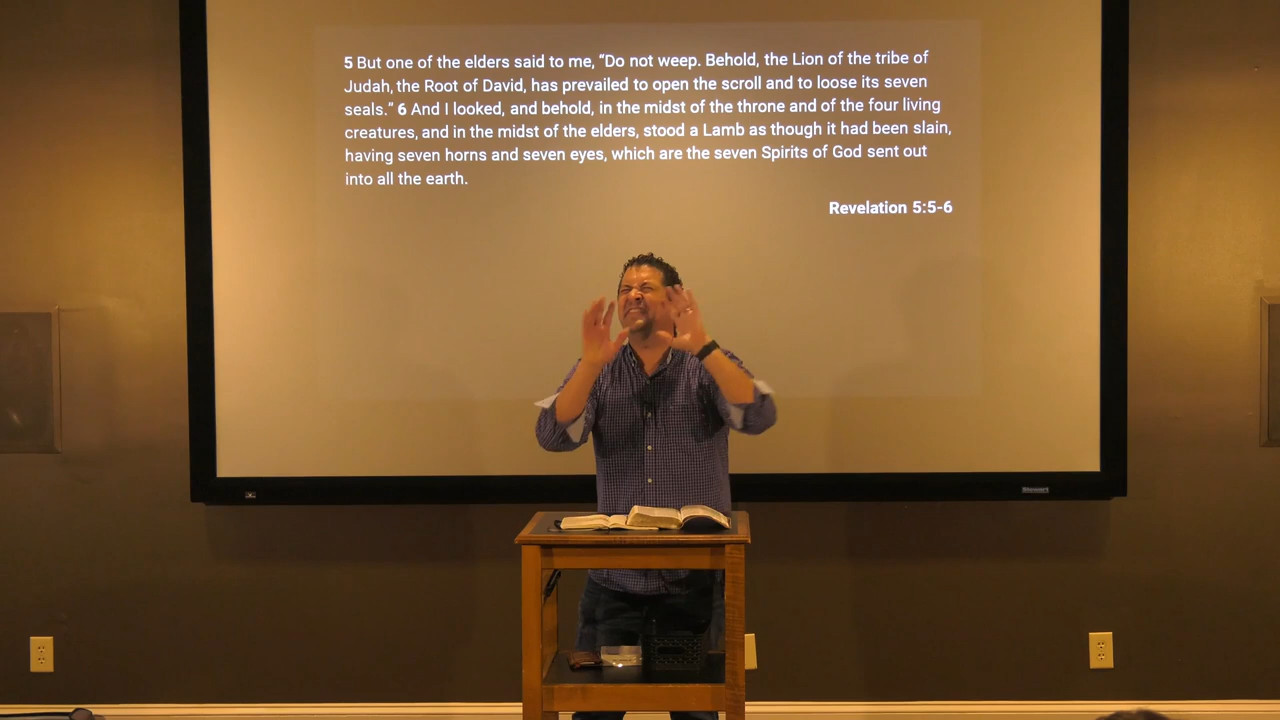 5 But one of the elders said to me, “Do not weep. Behold, the Lion of the tribe of
Judah, the Root of David, has prevailed to open the scroll and to loose its seven
seals.” 6 And I looked, and behold, in the midst of the throne and of the four living
creatures, and in the midst of the elders, stood a Lamb as though it had been slain,
having seven horns and seven eyes, which are the seven Spirits of God sent out
into all the earth.
Revelation 5:5-6
Stewart